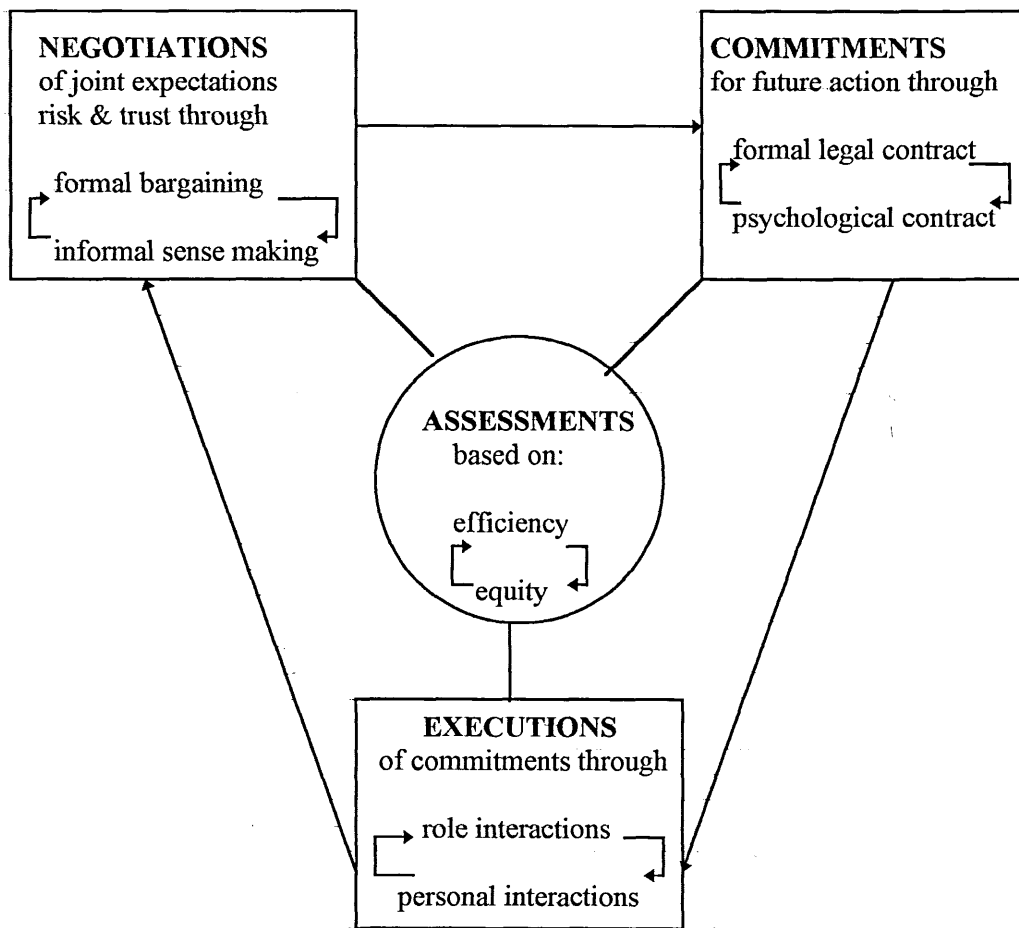 NEGOTIATIONS
of joint expectations
risk & trust through
formal bargaining
informal sense making
COMMITMENTS
for future action through
formal legal contract
psychological contract
ASSESSMENTS
based on:
efficiency
equity
EXECUTIONS
of commitments through
role interactions
personal interactions